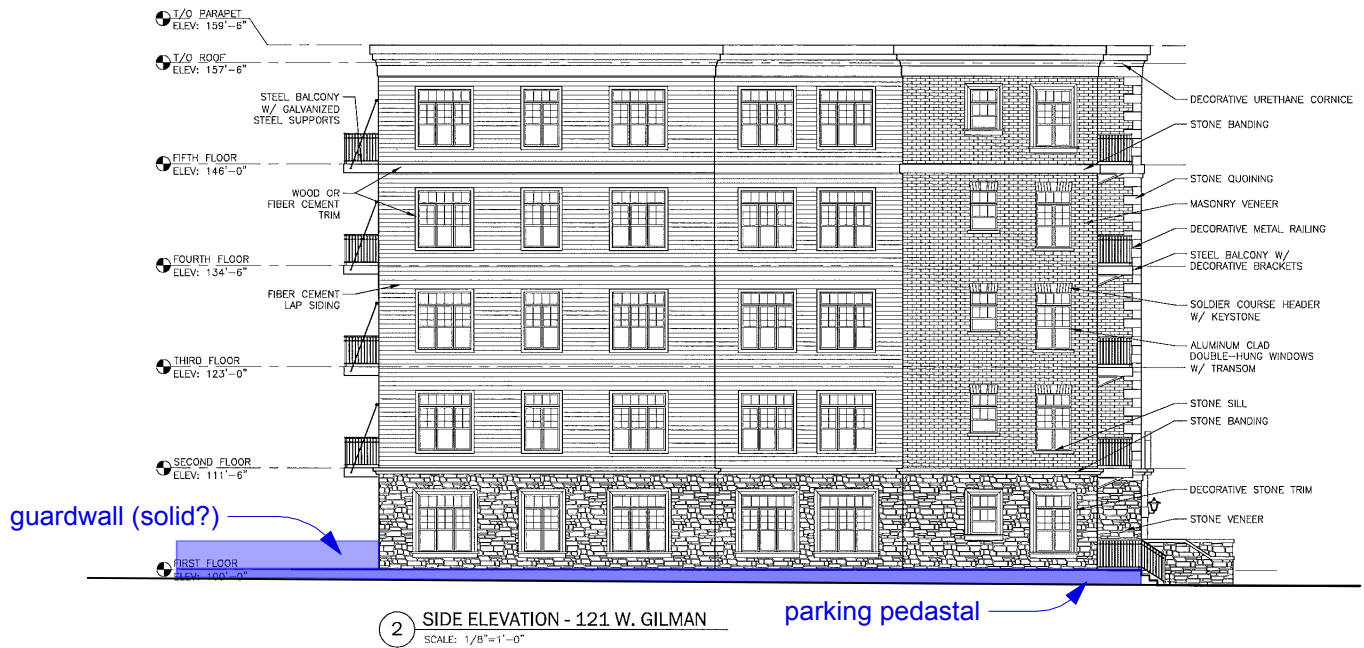 T/O PARAPET
ELEV: 159'-6"
T/O ROOF
ELEV: 157'-6"
STEEL BALCONY
W/ GALVANIZED
STEEL SUPPORTS
FIFTH FLOOR
ELEV: 146'-0"
WOOD OR
FIBER CEMENT
TRIM
FOURTH FLOOR
ELEV: 134'-6"
FIBER CEMENT
LAP SIDING
THIRD FLOOR
ELEV: 123'-0"
SECOND FLOOR
ELEV: 111'-6"
guardwall (solid?)
FIRST FLOOR
ELEV: 100'-0"
DECORATIVE URETHANE CORNICE
STONE BANDING
STONE QUOINING
MASONRY VENEER
DECORATIVE METAL RAILING
STEEL BALCONY W/
DECORATIVE BRACKETS
SOLDIER COURSE HEADER
W/ KEYSTONE
ALUMINUM CLAD
DOUBLE-HUNG WINDOWS
W/ TRANSOM
STONE SILL
STONE BANDING
DECORATIVE STONE TRIM
STONE VENEER
parking pedastal
2 SIDE ELEVATION - 121 W. GILMAN
SCALE: 1/8"=1'-0"